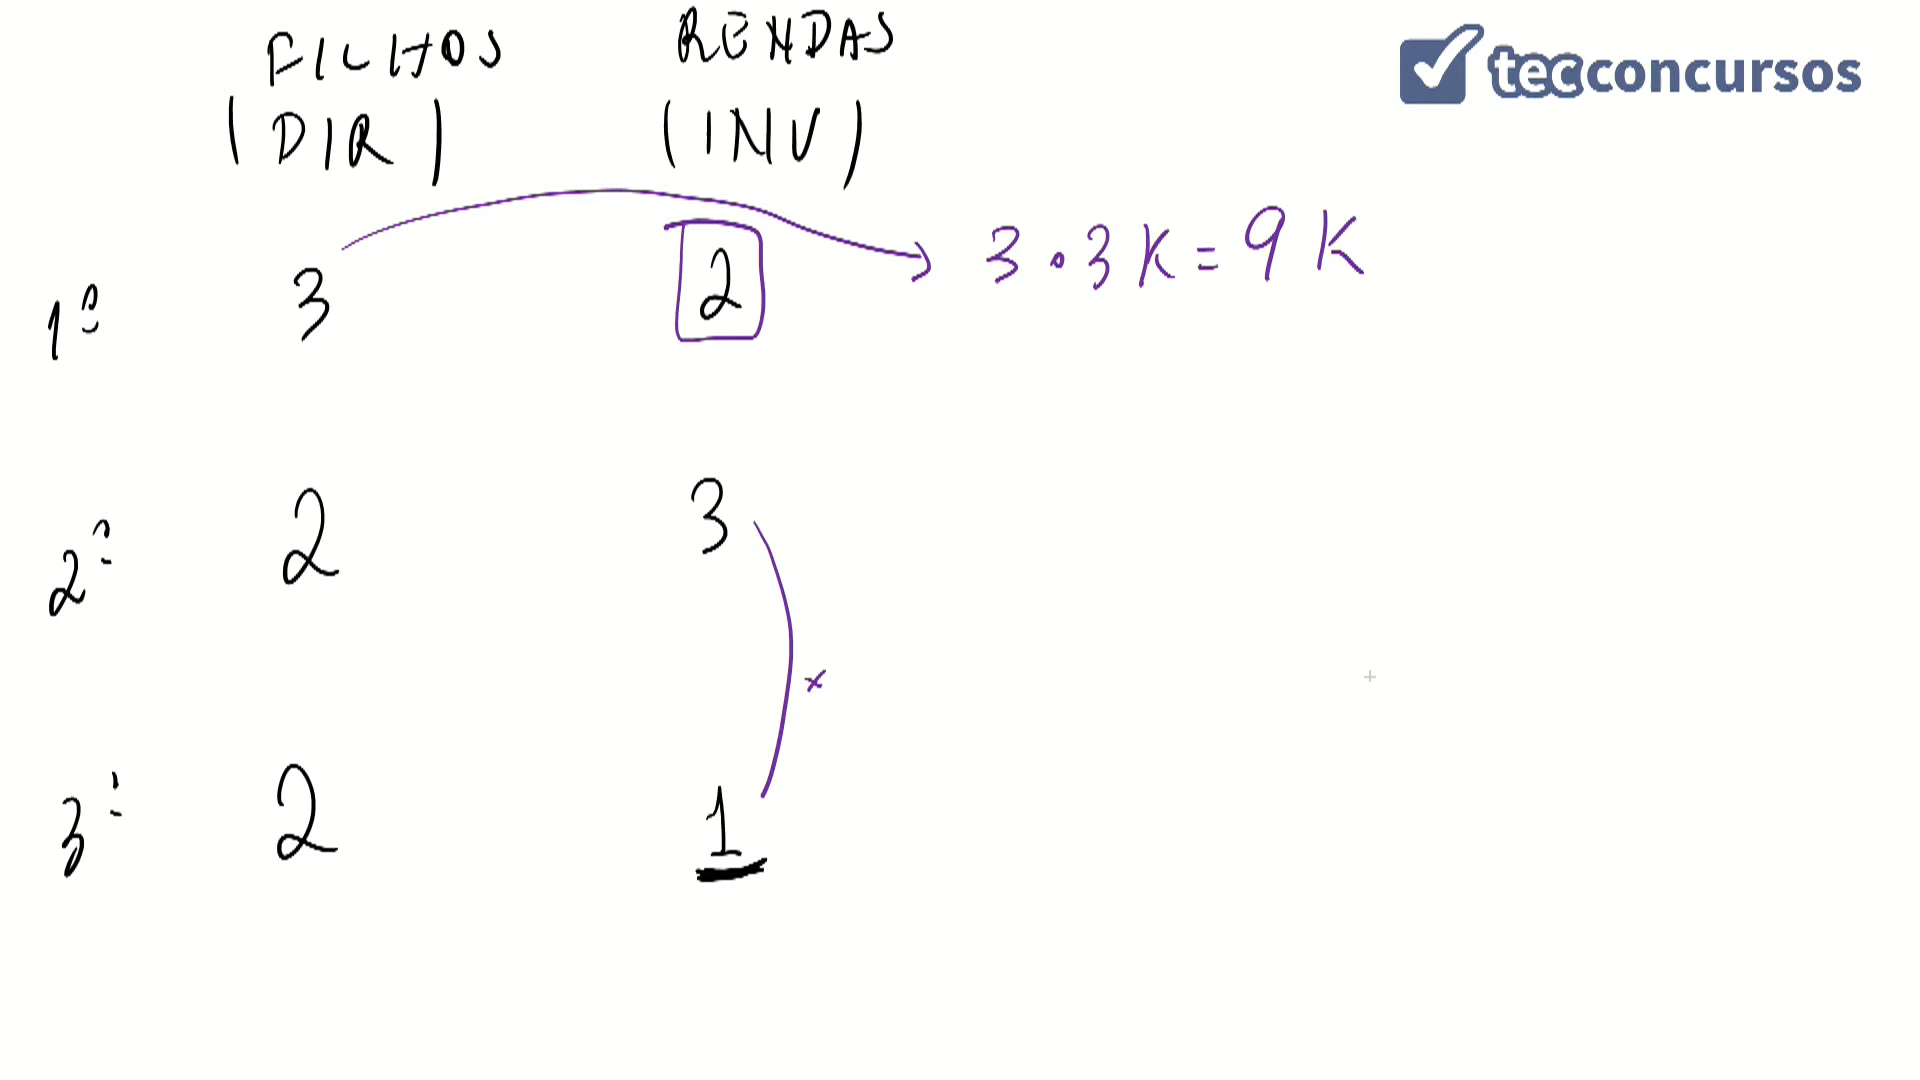 FILHOS RENDAS
tecconcursos
(DIR) (INV)
1º 3 2 3 • 3K = 9K
2º 2 3
x
3º 2 1